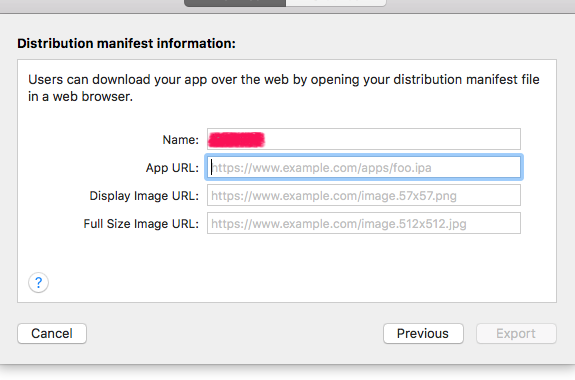 Distribution manifest information:
Users can download your app over the web by opening your distribution manifest file
in a web browser.
Name:
App URL: https://www.example.com/apps/foo.ipa
Display Image URL: https://www.example.com/image.57x57.png
Full Size Image URL: https://www.example.com/image.512x512.jpg
?
Cancel Previous Export